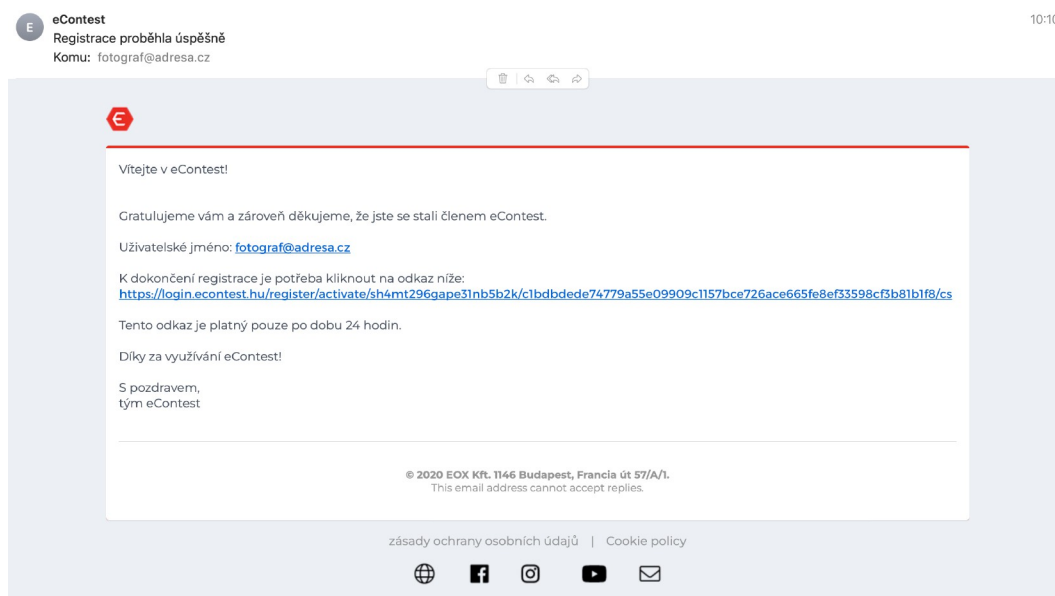 E
eContest
10:10
Registrace proběhla úspěšně
Komu: fotograf@adresa.cz
Vítejte v eContest!
Gratulujeme vám a zároveň děkujeme, že jste se stali členem eContest.
Uživatelské jméno: fotograf@adresa.cz
K dokončení registrace je potřeba kliknout na odkaz níže:
https://login.econtest.hu/register/activate/sh4mt296gape31nb5b2k/c1bdbdede74779a55e09909c1157bce726ace665fe8ef33598cf3b81b1f8/cs
Tento odkaz je platný pouze po dobu 24 hodin.
Díky za využívání eContest!
S pozdravem,
tým eContest
© 2020 EOX Kft. 1146 Budapest, Francia út 57/A/1.
This email address cannot accept replies.
zásady ochrany osobních údajů | Cookie policy